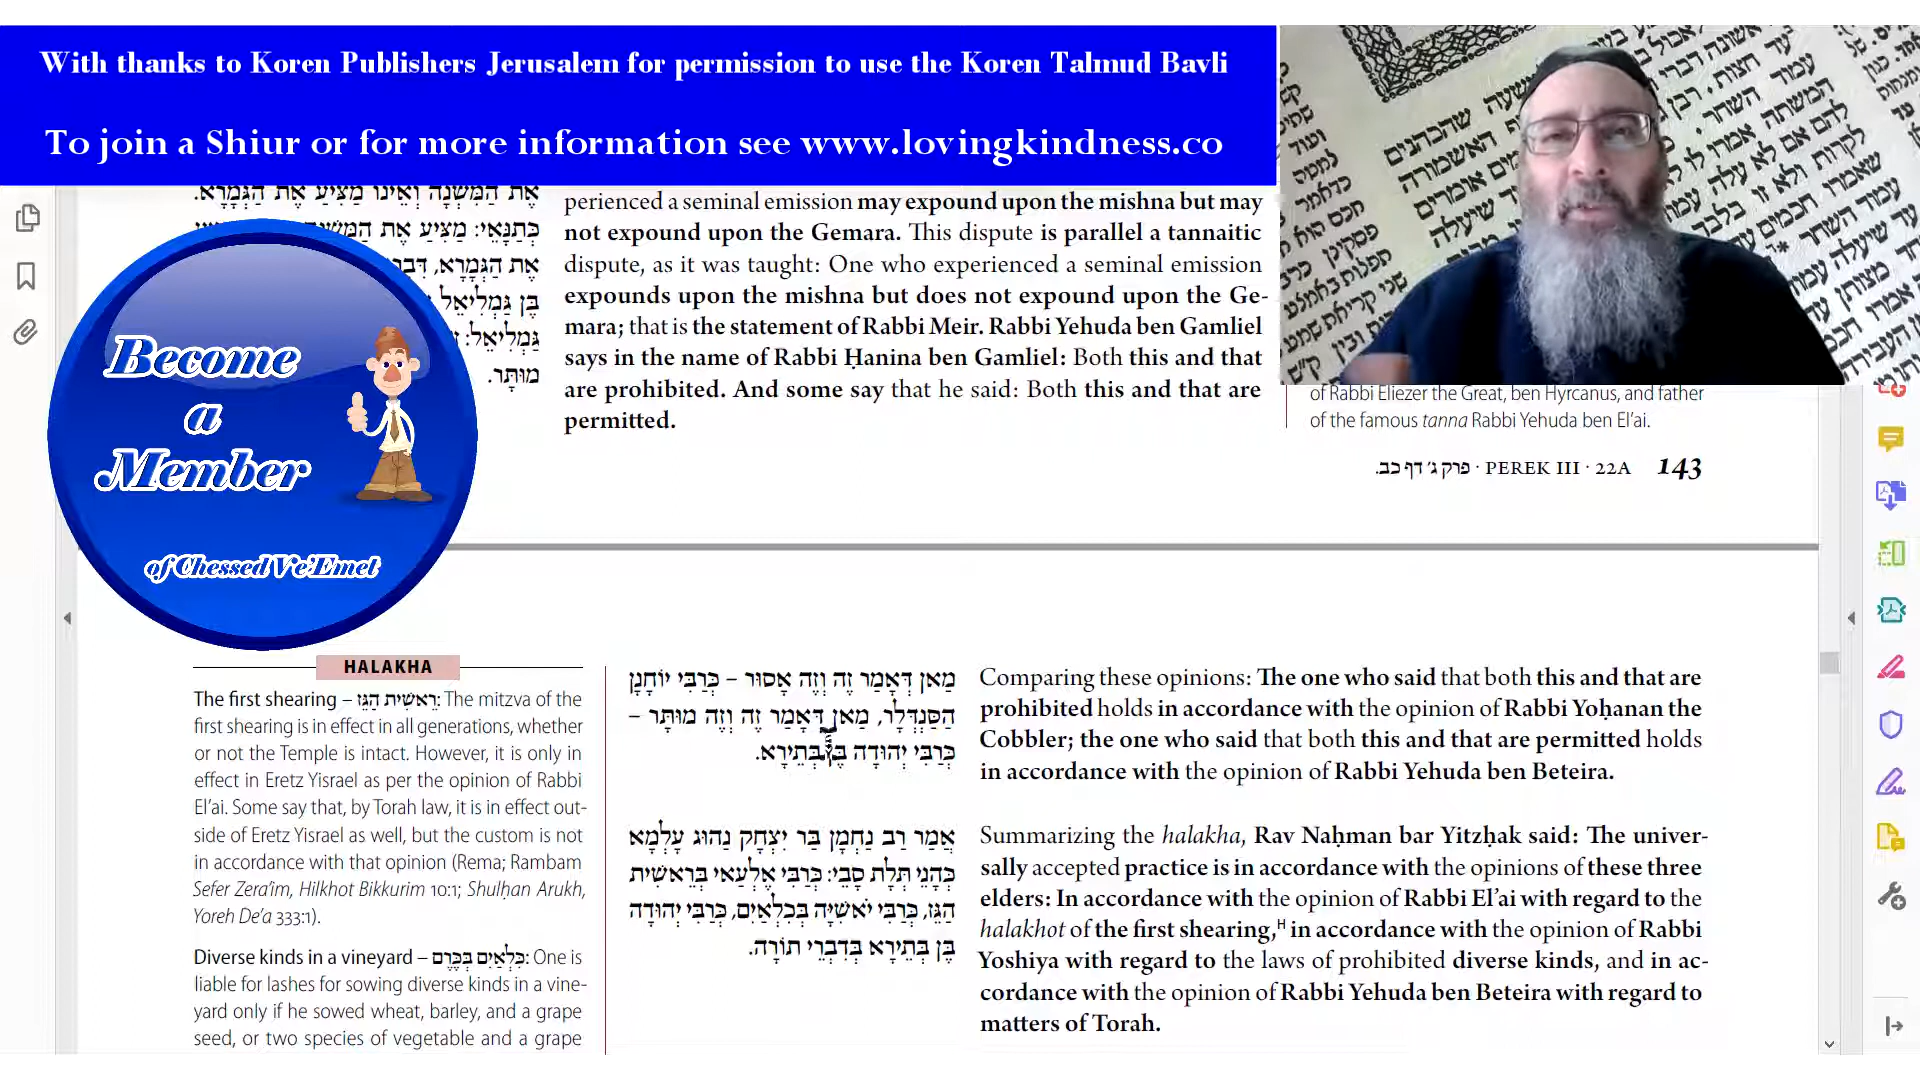 With thanks to Koren Publishers Jerusalem for permission to use the Koren Talmud Bavli
To join a Shiur or for more information see www.lovingkindness.co
אֶת הַמִּשְׁנָה וְאֵינוֹ מַצִּיעַ אֶת הַגְּמָרָא.
כְּתַנָּאֵי: מַצִּיעַ אֶת
אֶת הַגְּמָרָא,
בֶּן גַּמְלִיאֵל
גַּמְלִיאֵל:
מוּתָּר.
perienced a seminal emission may expound upon the mishna but may
not expound upon the Gemara. This dispute is parallel a tannaitic
dispute, as it was taught: One who experienced a seminal emission
expounds upon the mishna but does not expound upon the Ge-
mara; that is the statement of Rabbi Meir. Rabbi Yehuda ben Gamliel
says in the name of Rabbi Ḥanina ben Gamliel: Both this and that
are prohibited. And some say that he said: Both this and that are
permitted.
of Rabbi Eliezer the Great, ben Hyrcanus, and father
of the famous tanna Rabbi Yehuda ben El’ai.
פרק ג׳ דף כב. · PEREK III · 22A 143
Become
a
Member
of Chessed Ve'Emet
HALAKHA
The first shearing – רֵאשִׁית הַגֵּז: The mitzva of the
first shearing is in effect in all generations, whether
or not the Temple is intact. However, it is only in
effect in Eretz Yisrael as per the opinion of Rabbi
El’ai. Some say that, by Torah law, it is in effect out-
side of Eretz Yisrael as well, but the custom is not
in accordance with that opinion (Rema; Rambam
Sefer Zera’im, Hilkhot Bikkurim 10:1; Shulḥan Arukh,
Yoreh De’a 333:1).
Diverse kinds in a vineyard – כִּלְאַיִם בְּכֶרֶם: One is
liable for lashes for sowing diverse kinds in a vine-
yard only if he sowed wheat, barley, and a grape
seed, or two species of vegetable and a grape
מַאן דְּאָמַר זֶה וָזֶה אָסוּר – כְּרַבִּי יוֹחָנָן
הַסַּנְדְּלָר, מַאן דְּאָמַר זֶה וָזֶה מוּתָּר –
כְּרַבִּי יְהוּדָה בֶּן בְּתֵירָא.
אֲמַר רַב נַחְמָן בַּר יִצְחָק נְהוּג עָלְמָא
כְּהָנֵי תְּלָת סָבֵי: כְּרַבִּי אֶלְעַאי בְּרֵאשִׁית
הַגֵּז, כְּרַבִּי יֹאשִׁיָּה בְּכִלְאַיִם, כְּרַבִּי יְהוּדָה
בֶּן בְּתֵירָא בְּדִבְרֵי תוֹרָה.
Comparing these opinions: The one who said that both this and that are
prohibited holds in accordance with the opinion of Rabbi Yoḥanan the
Cobbler; the one who said that both this and that are permitted holds
in accordance with the opinion of Rabbi Yehuda ben Beteira.
Summarizing the halakha, Rav Naḥman bar Yitzḥak said: The univer-
sally accepted practice is in accordance with the opinions of these three
elders: In accordance with the opinion of Rabbi El’ai with regard to the
halakhot of the first shearing,ᴴ in accordance with the opinion of Rabbi
Yoshiya with regard to the laws of prohibited diverse kinds, and in ac-
cordance with the opinion of Rabbi Yehuda ben Beteira with regard to
matters of Torah.